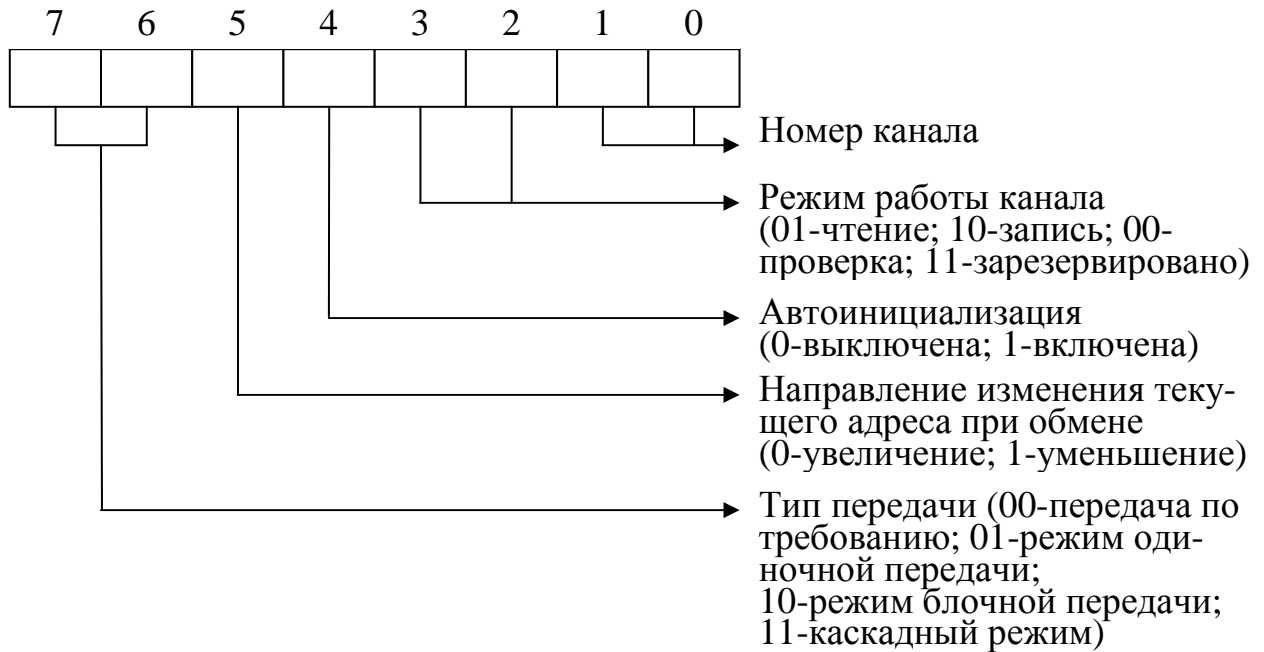 7 6 5 4 3 2 1 0
Номер канала
Режим работы канала
(01-чтение; 10-запись; 00-
проверка; 11-зарезервировано)
Автоинициализация
(0-выключена; 1-включена)
Направление изменения теку-
щего адреса при обмене
(0-увеличение; 1-уменьшение)
Тип передачи (00-передача по
требованию; 01-режим оди-
ночной передачи;
10-режим блочной передачи;
11-каскадный режим)